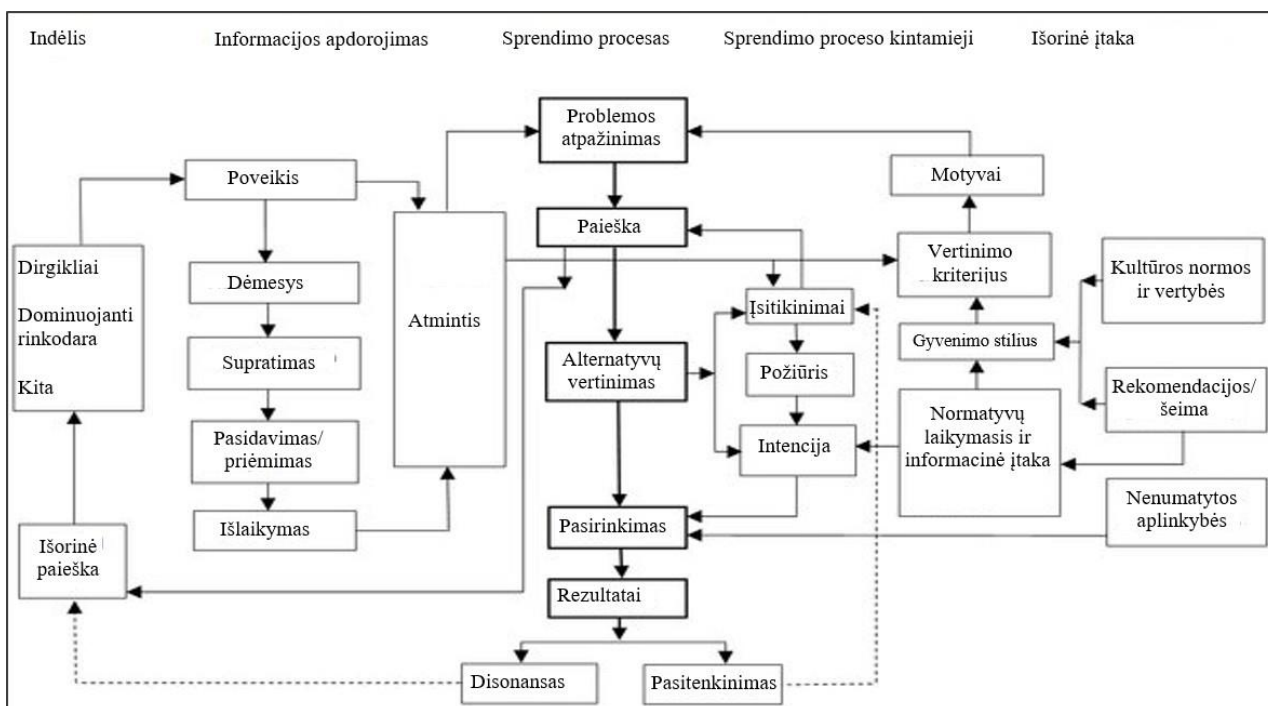 Indėlis
Informacijos apdorojimas
Sprendimo procesas
Sprendimo proceso kintamieji
Išorinė įtaka
Dirgikliai
Dominuojanti
rinkodara
Kita
Išorinė
paieška
Poveikis
Dėmesys
Supratimas
Pasidavimas/
priėmimas
Išlaikymas
Atmintis
Problemos
atpažinimas
Paieška
Alternatyvų
vertinimas
Pasirinkimas
Rezultatai
Disonansas
Pasitenkinimas
Įsitikinimai
Požiūris
Intencija
Motyvai
Vertinimo
kriterijus
Gyvenimo stilius
Normatyvų
laikymasis ir
informacinė įtaka
Kultūros normos
ir vertybės
Rekomendacijos/
šeima
Nenumatytos
aplinkybės